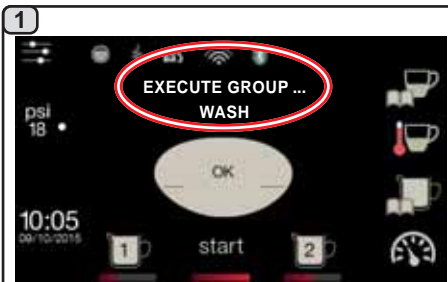 1
EXECUTE GROUP ...
WASH
psi
18
OK
10:05
09/10/2015
1
start
2